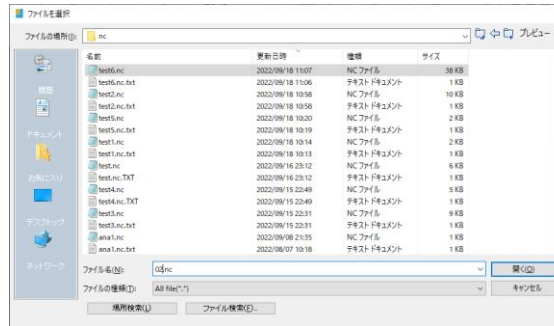 ファイルを選択
ファイルの場所(I): nc プレビュー
名前 更新日時 種類 サイズ
test6.nc 2022/09/18 11:07 NC ファイル 38 KB
test6.nc.txt 2022/09/18 11:06 テキスト ドキュメント 1 KB
test2.nc 2022/09/18 10:58 NC ファイル 10 KB
test2.nc.txt 2022/09/18 10:58 テキスト ドキュメント 1 KB
test5.nc 2022/09/18 10:20 NC ファイル 2 KB
test5.nc.txt 2022/09/18 10:19 テキスト ドキュメント 1 KB
test1.nc 2022/09/18 10:14 NC ファイル 2 KB
test1.nc.txt 2022/09/18 10:13 テキスト ドキュメント 1 KB
test.nc 2022/09/16 23:12 NC ファイル 6 KB
test.nc.TXT 2022/09/16 23:12 テキスト ドキュメント 1 KB
test4.nc 2022/09/15 22:49 NC ファイル 5 KB
test4.nc.TXT 2022/09/15 22:49 テキスト ドキュメント 1 KB
test3.nc 2022/09/15 22:31 NC ファイル 9 KB
test3.nc.txt 2022/09/15 22:31 テキスト ドキュメント 1 KB
ana1.nc 2022/09/08 21:35 NC ファイル 1 KB
ana1.nc.txt 2022/08/07 10:18 テキスト ドキュメント 1 KB
履歴
ドキュメント
お気に入り
デスクトップ
ネットワーク
ファイル名(N): 02.nc 開く(O)
ファイルの種類(T): All file(*.*) キャンセル
場所検索(L) ファイル検索(F)...